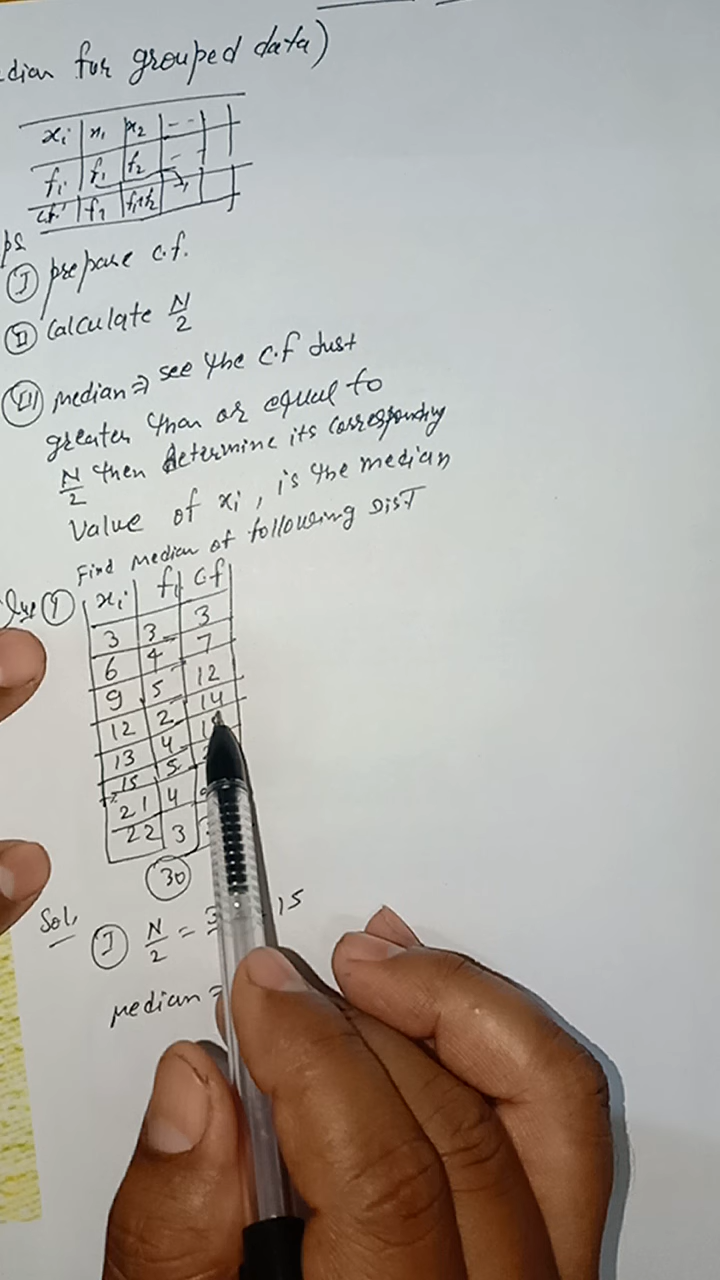 dian for grouped data)
xi x1 x2 --
fi f1 f2 --
cf f1 f1+f2
ps
I prepare c.f.
II calculate N/2
III median ⇒ see the c.f Just
greater than or equal to
N/2 then determine its corresponding
value of xi, is the median
Find Median of following DisT
Que 1 xi fi c.f
3 3 3
6 4 7
9 5 12
12 2 14
13 4
15 5
21 4
22 3
30
Sol.
I N/2 = 15
Median =